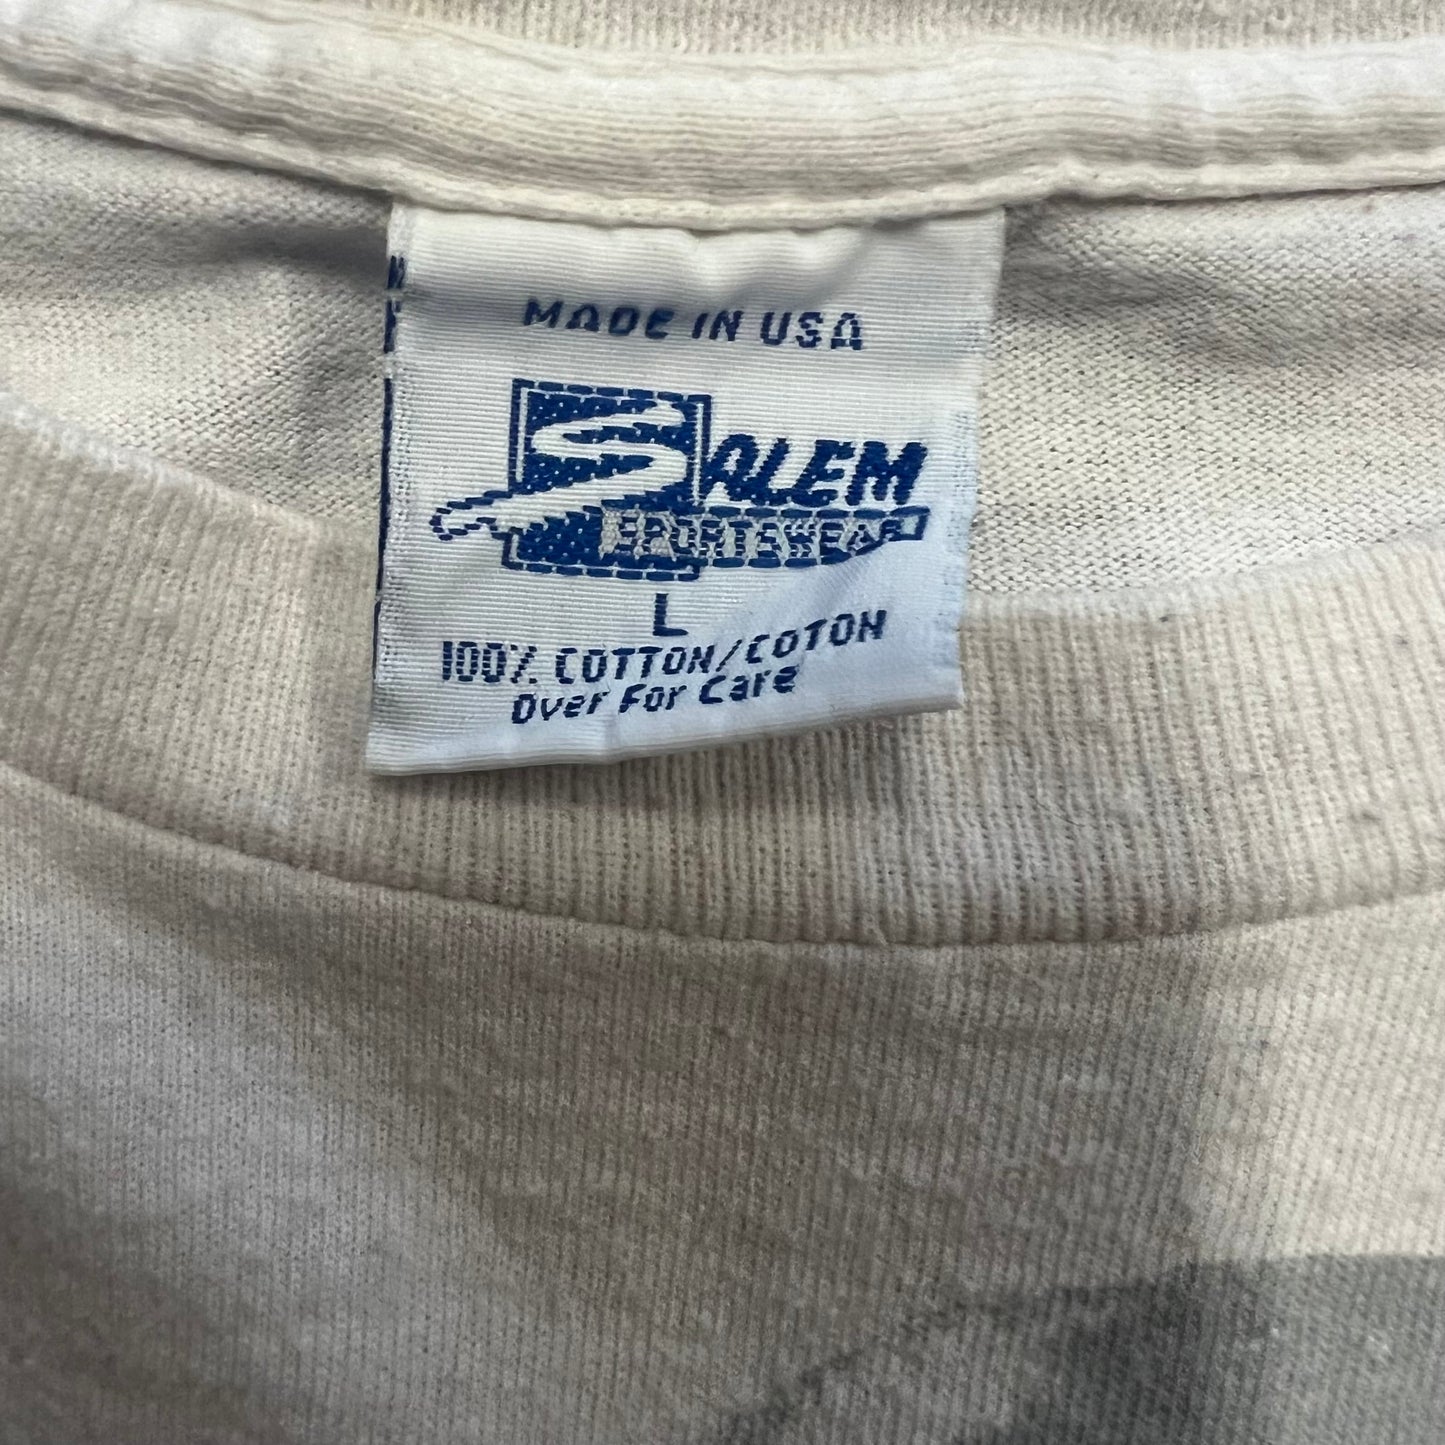 MADE IN USA
SALEM
SPORTSWEAR
L
100% COTTON/COTON
Over For Care